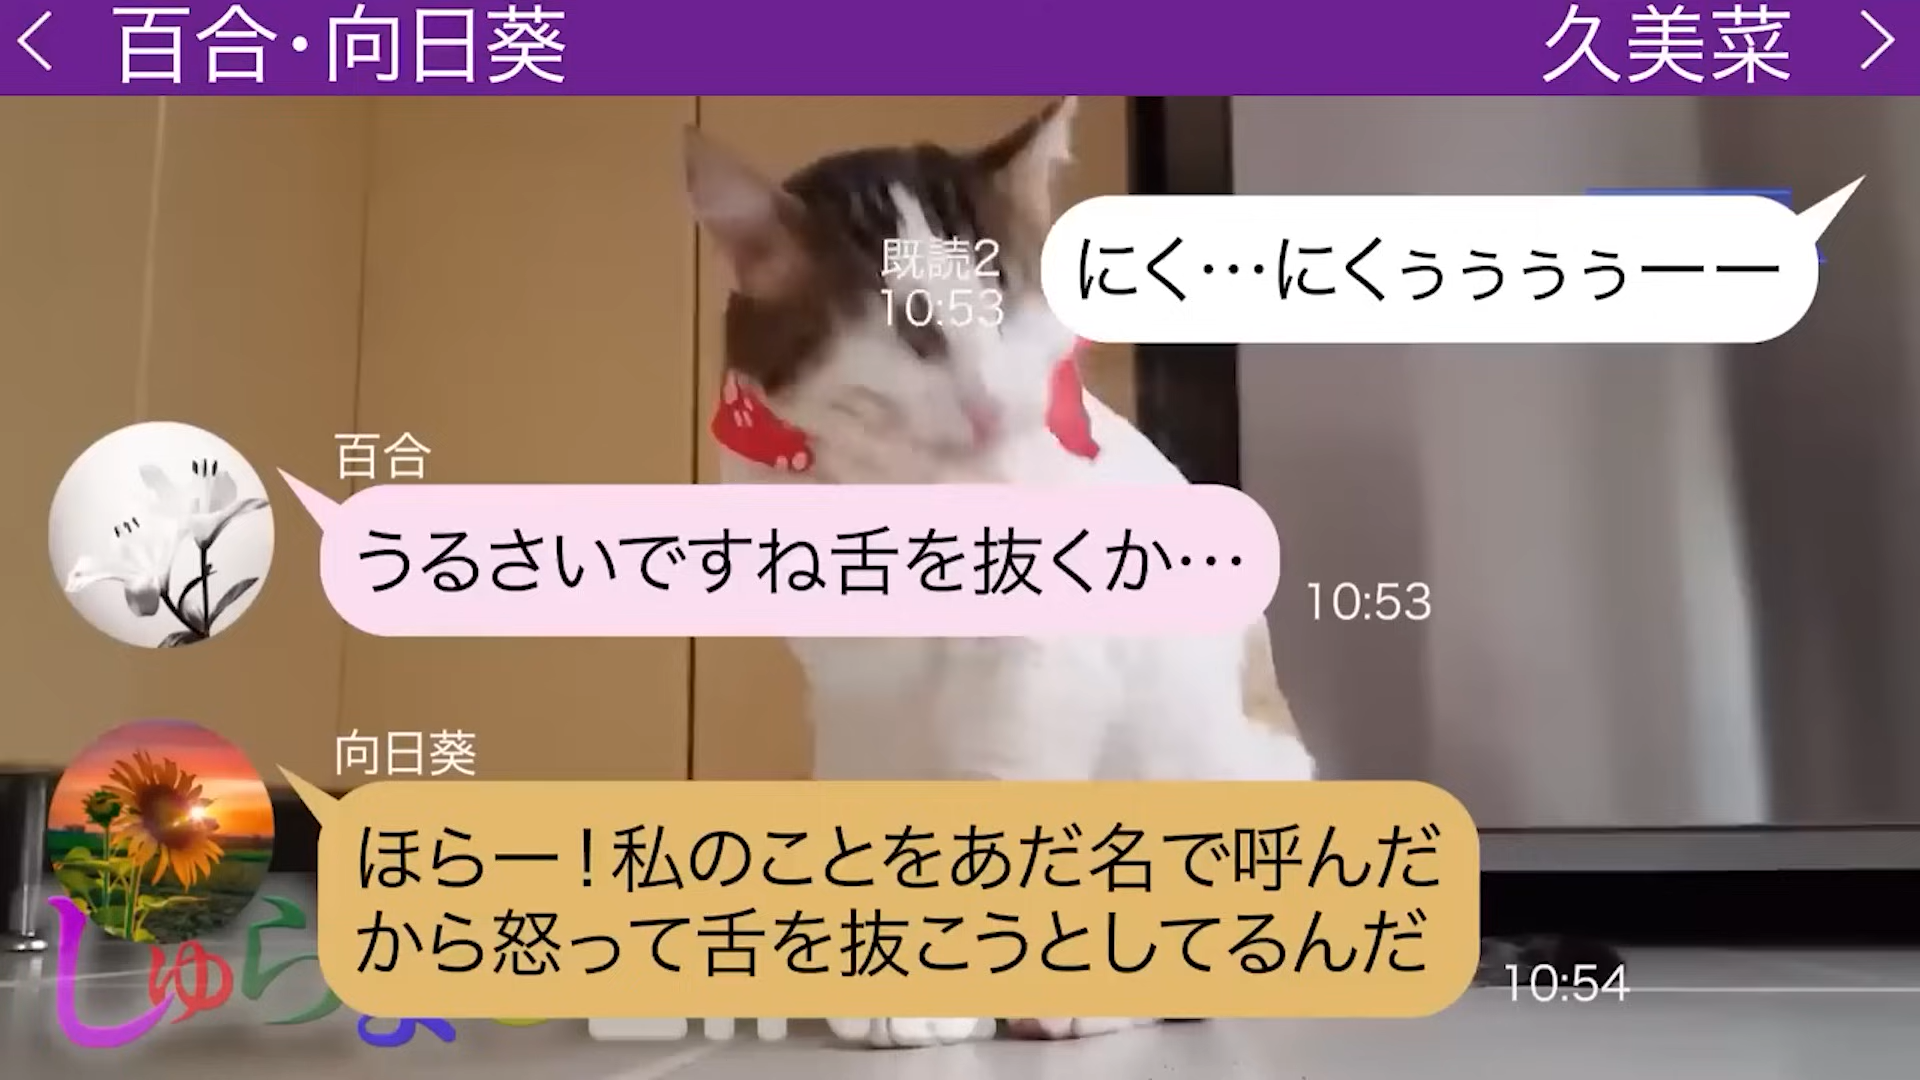 百合・向日葵
久美菜
にく…にくぅぅぅぅーー
既読2
10:53
百合
うるさいですね舌を抜くか…
10:53
向日葵
ほらー！私のことをあだ名で呼んだ
から怒って舌を抜こうとしてるんだ
10:54
しゅら